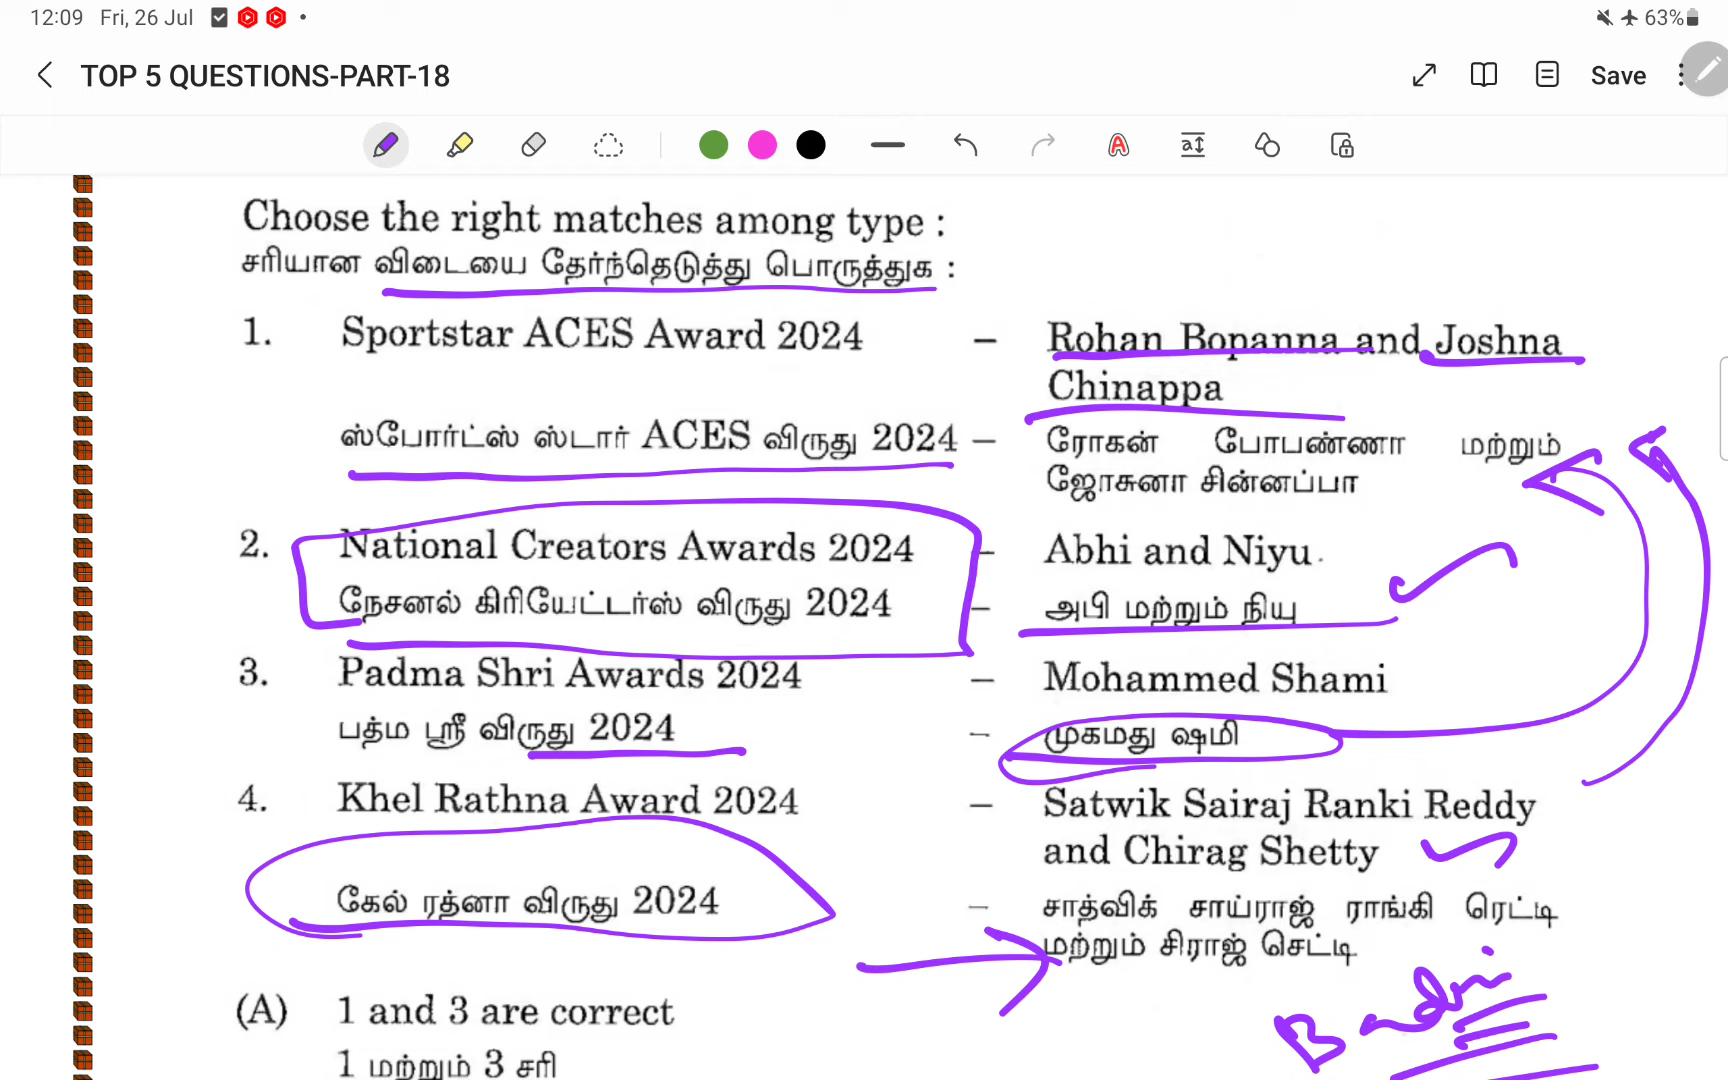 12:09 Fri, 26 Jul
63%
TOP 5 QUESTIONS-PART-18
Save
Choose the right matches among type :
சரியான விடையை தேர்ந்தெடுத்து பொருத்துக :
1. Sportstar ACES Award 2024 – Rohan Bopanna and Joshna
Chinappa
ஸ்போர்ட்ஸ் ஸ்டார் ACES விருது 2024 – ரோகன் போபண்ணா மற்றும்
ஜோசுனா சின்னப்பா
2. National Creators Awards 2024 – Abhi and Niyu
நேசனல் கிரியேட்டர்ஸ் விருது 2024 – அபி மற்றும் நியு
3. Padma Shri Awards 2024 – Mohammed Shami
பத்ம ஸ்ரீ விருது 2024 – முகமது ஷமி
4. Khel Rathna Award 2024 – Satwik Sairaj Ranki Reddy
and Chirag Shetty
கேல் ரத்னா விருது 2024 – சாத்விக் சாய்ராஜ் ராங்கி ரெட்டி
மற்றும் சிராஜ் செட்டி
(A) 1 and 3 are correct
1 மற்றும் 3 சரி